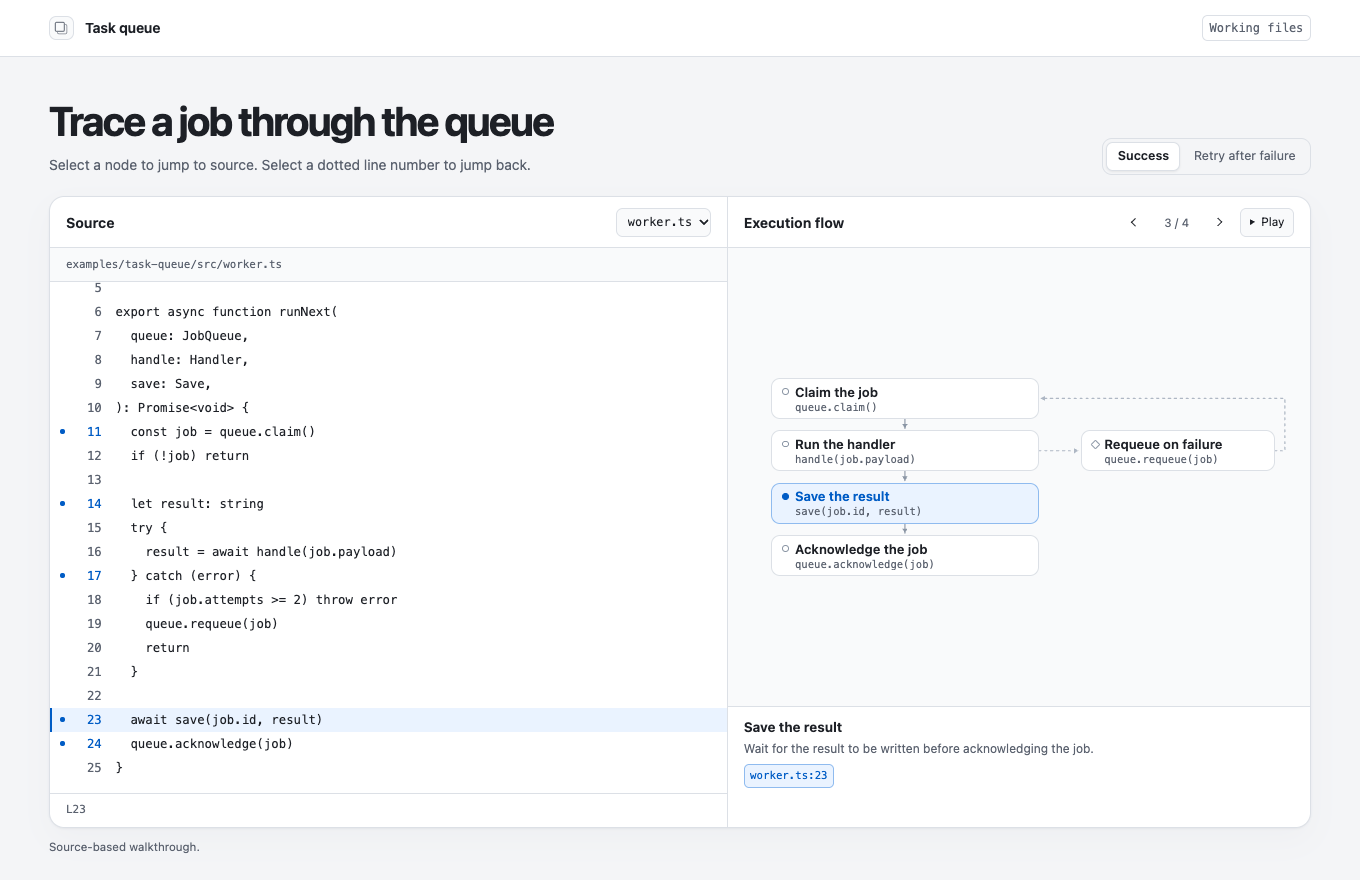 Task queue
Working files
Trace a job through the queue
Select a node to jump to source. Select a dotted line number to jump back.
Success
Retry after failure
Source
worker.ts
examples/task-queue/src/worker.ts
5
6 export async function runNext(
7   queue: JobQueue,
8   handle: Handler,
9   save: Save,
10 ): Promise<void> {
11   const job = queue.claim()
12   if (!job) return
13
14   let result: string
15   try {
16     result = await handle(job.payload)
17   } catch (error) {
18     if (job.attempts >= 2) throw error
19     queue.requeue(job)
20     return
21   }
22
23   await save(job.id, result)
24   queue.acknowledge(job)
25 }
L23
Execution flow
3 / 4
Play
Claim the job
queue.claim()
Run the handler
handle(job.payload)
Requeue on failure
queue.requeue(job)
Save the result
save(job.id, result)
Acknowledge the job
queue.acknowledge(job)
Save the result
Wait for the result to be written before acknowledging the job.
worker.ts:23
Source-based walkthrough.